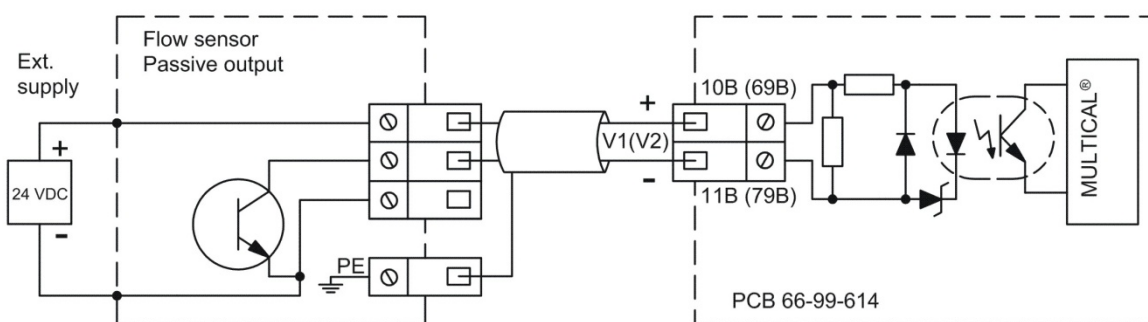 Flow sensor
Passive output
Ext.
supply
+
24 VDC
-
PE
+
V1(V2)
-
10B (69B)
11B (79B)
MULTICAL®
PCB 66-99-614